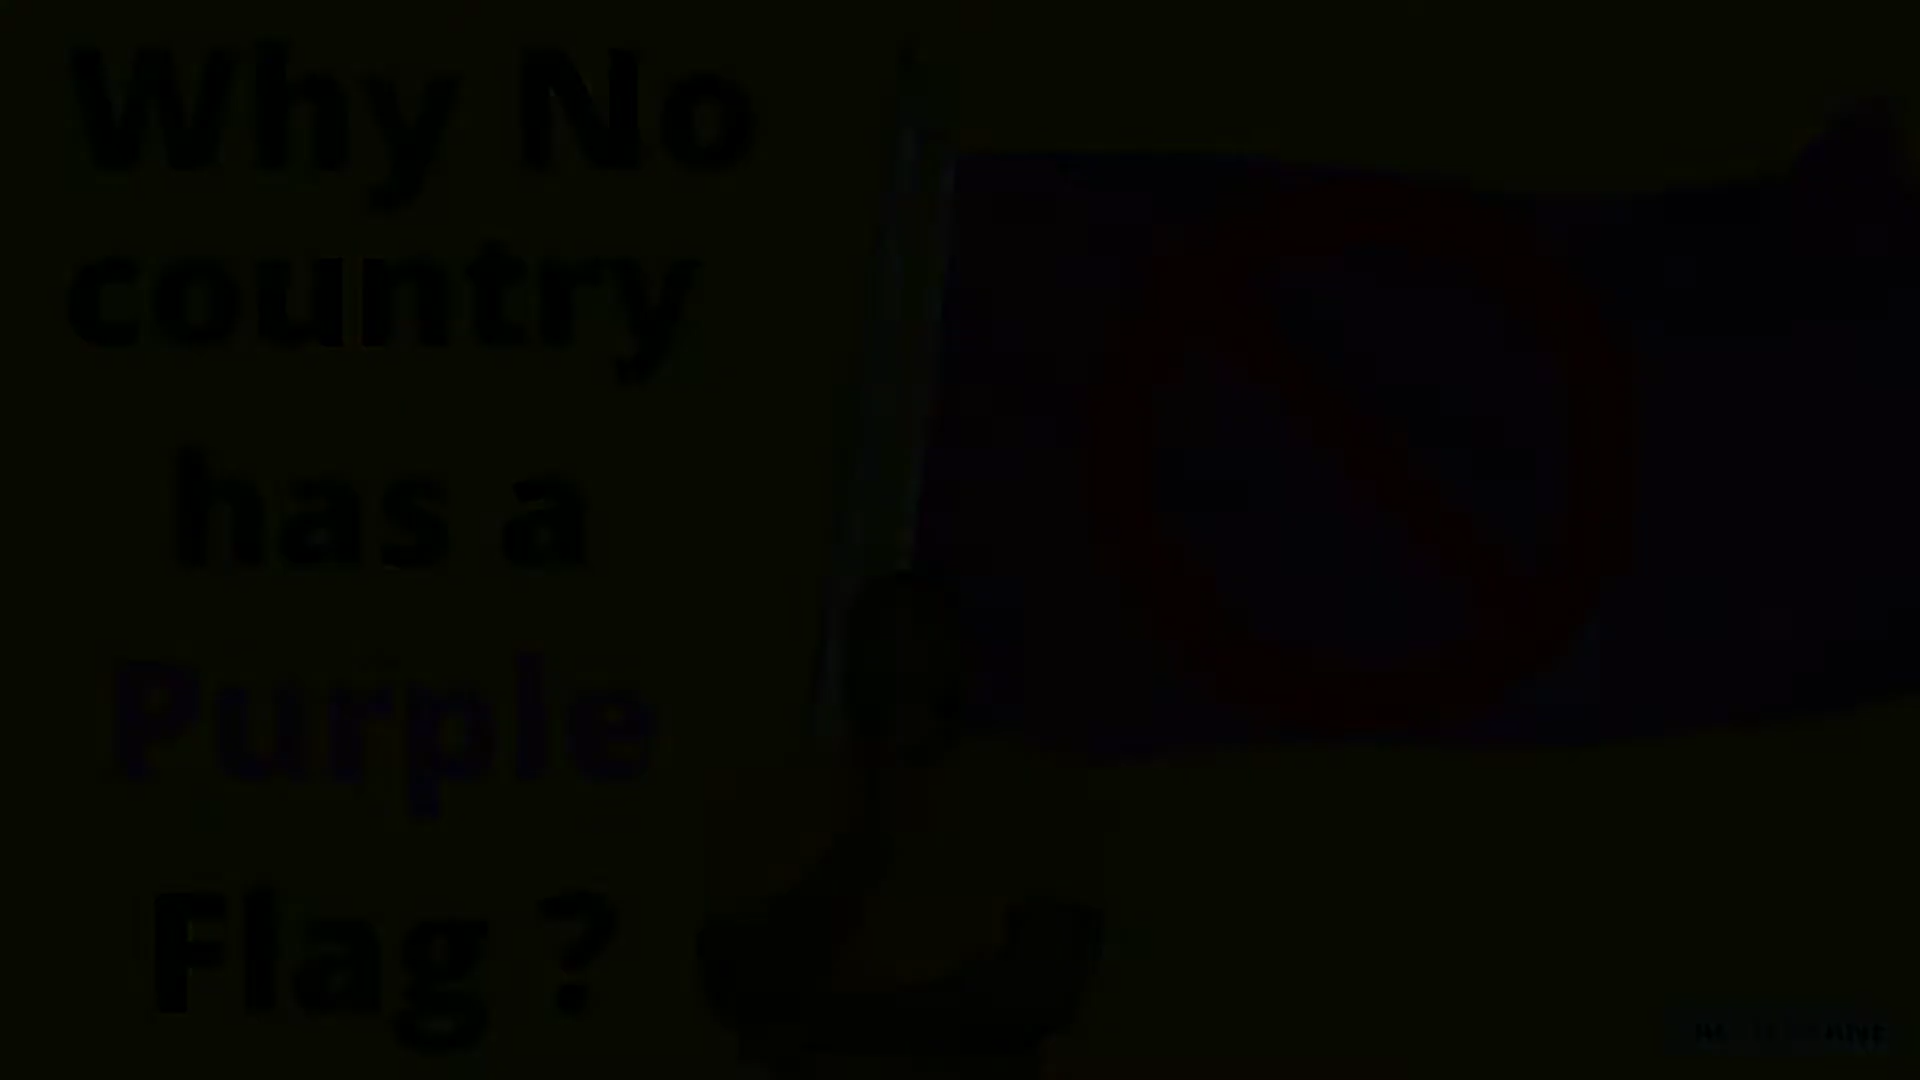 Why No
country
has a
Purple
Flag ?